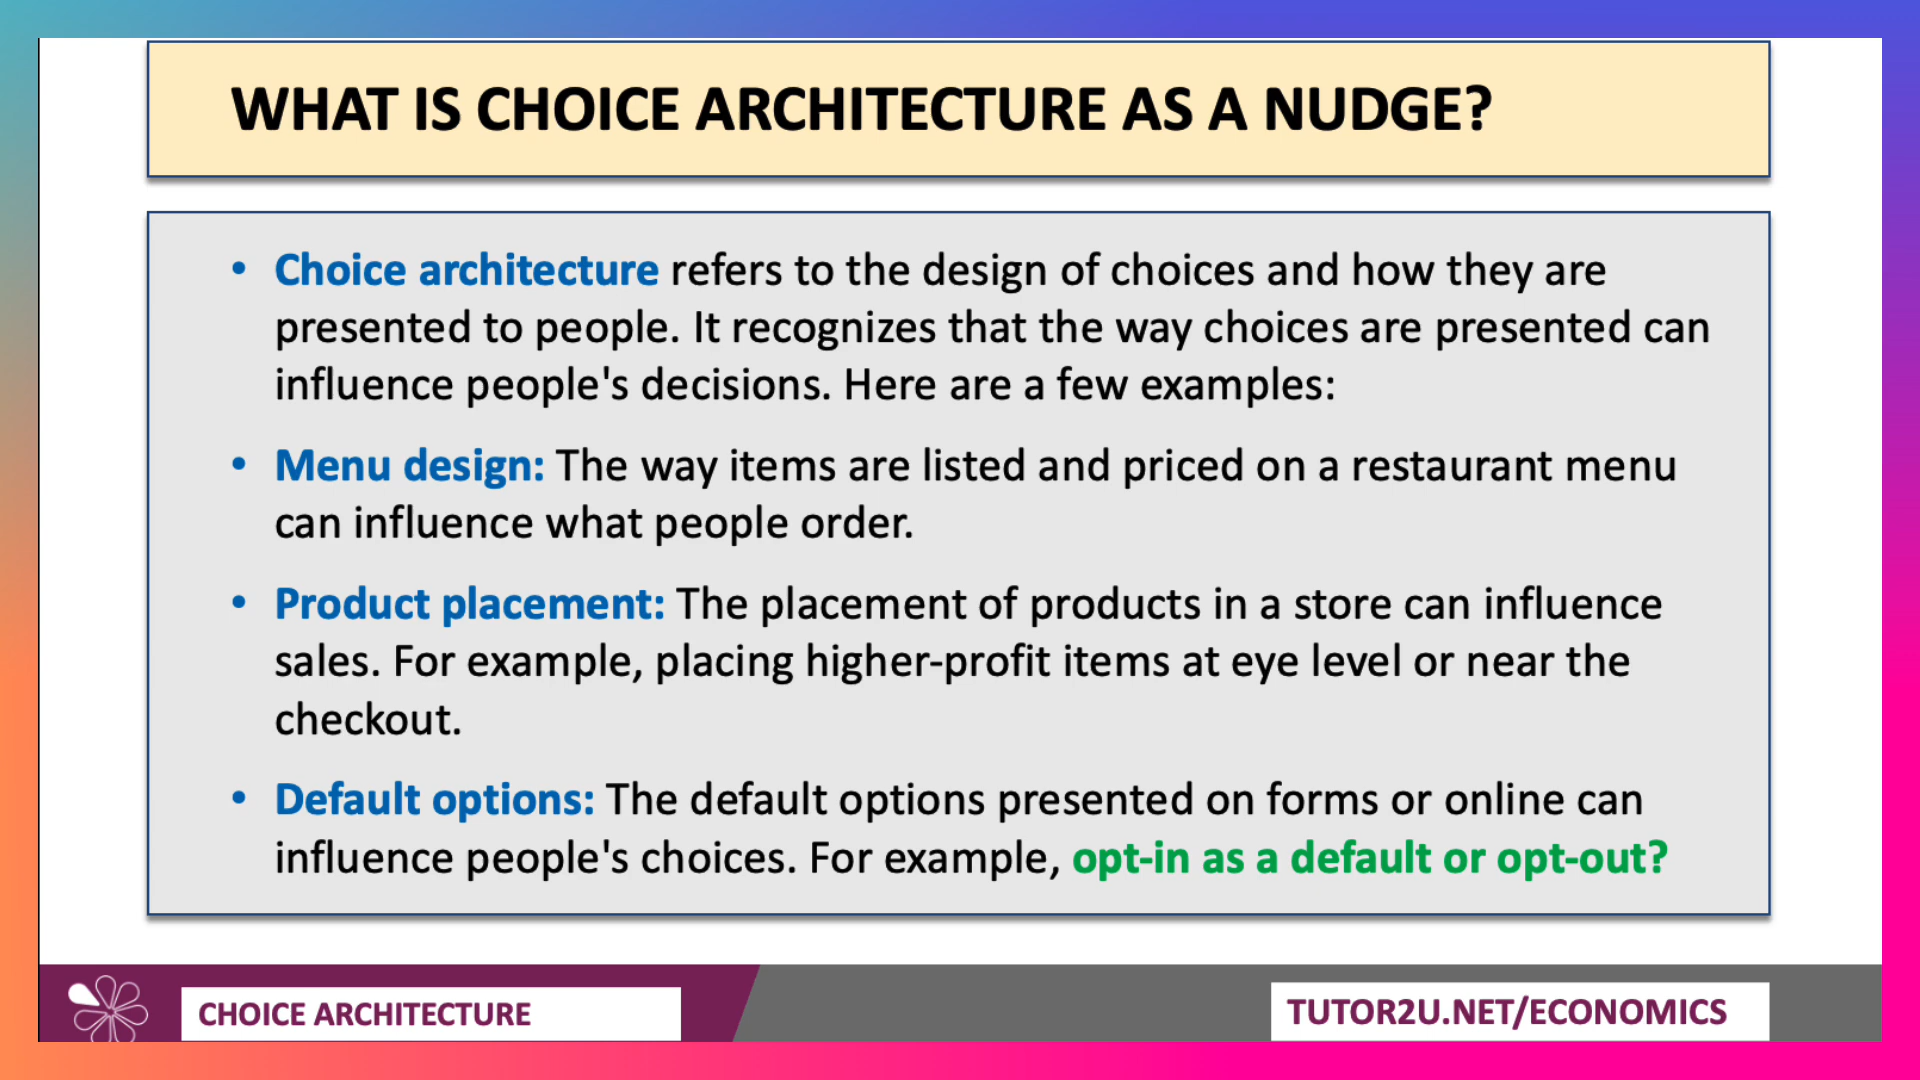 WHAT IS CHOICE ARCHITECTURE AS A NUDGE?
• Choice architecture refers to the design of choices and how they are
presented to people. It recognizes that the way choices are presented can
influence people's decisions. Here are a few examples:
• Menu design: The way items are listed and priced on a restaurant menu
can influence what people order.
• Product placement: The placement of products in a store can influence
sales. For example, placing higher-profit items at eye level or near the
checkout.
• Default options: The default options presented on forms or online can
influence people's choices. For example, opt-in as a default or opt-out?
CHOICE ARCHITECTURE
TUTOR2U.NET/ECONOMICS